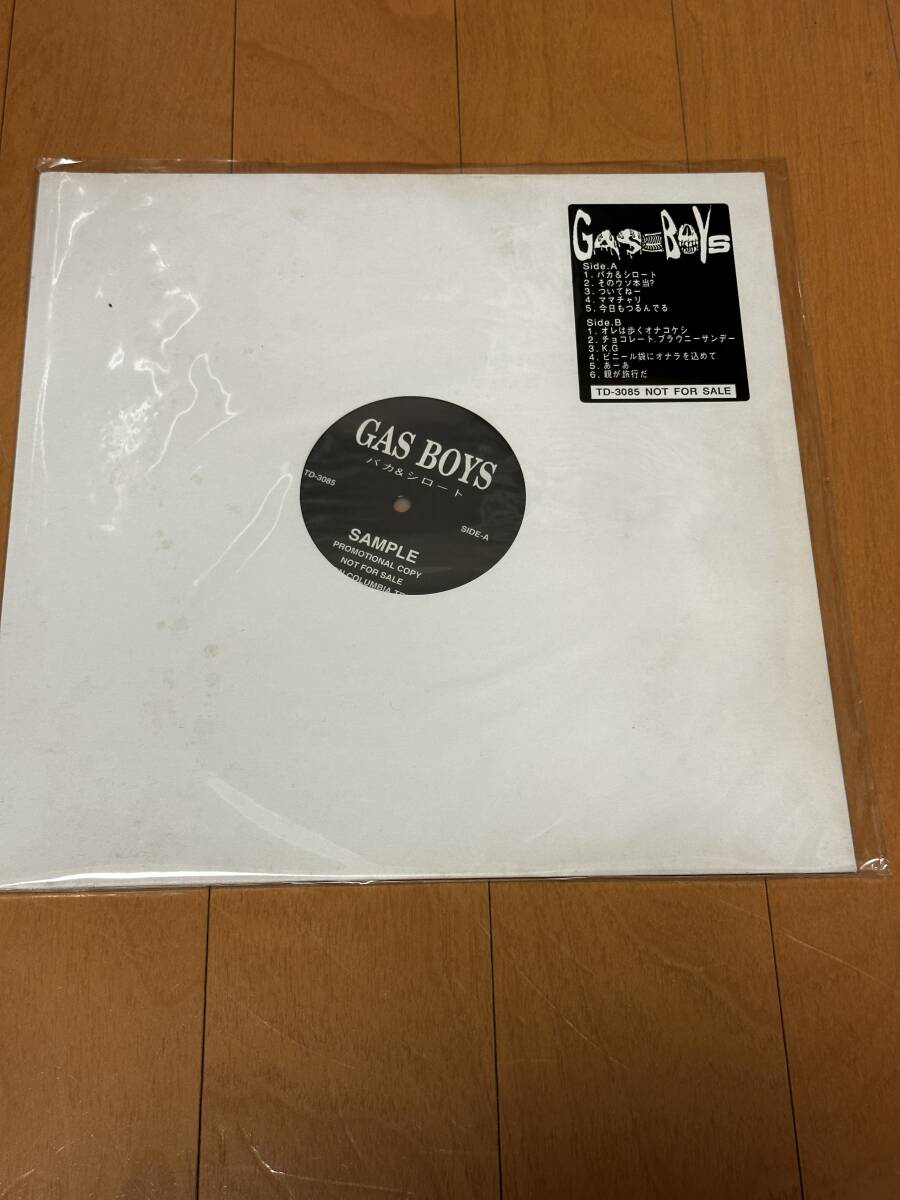 GAS BOYS
Side.A
1. バカ&シロート
2. そのウソ本当?
3. ついてねー
4. ママチャリ
5. 今日もつるんでる
Side.B
1. オレは歩くオナコケシ
2. チョコレート.ブラウニーサンデー
3. K.G
4. ビニール袋にオナラを込めて
5. あーあ
6. 親が旅行だ
TD-3085 NOT FOR SALE
GAS BOYS
バカ&シロート
TD-3085
SIDE-A
SAMPLE
PROMOTIONAL COPY
NOT FOR SALE
COLUMBIA